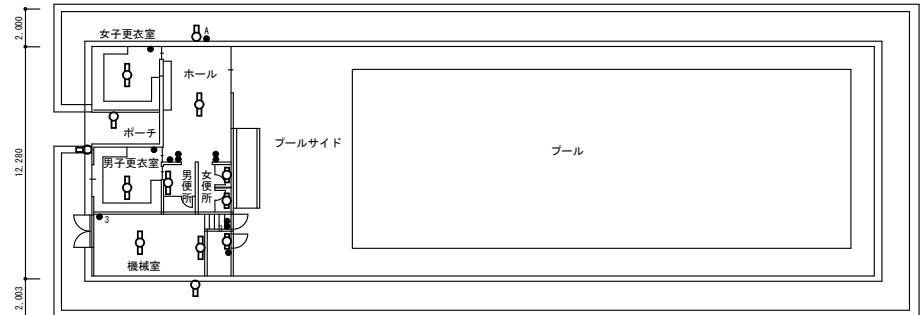 2,000
女子更衣室
A
ホール
ポーチ
プールサイド
プール
12,280
男子更衣室
男便所
女便所
3
機械室
2,003